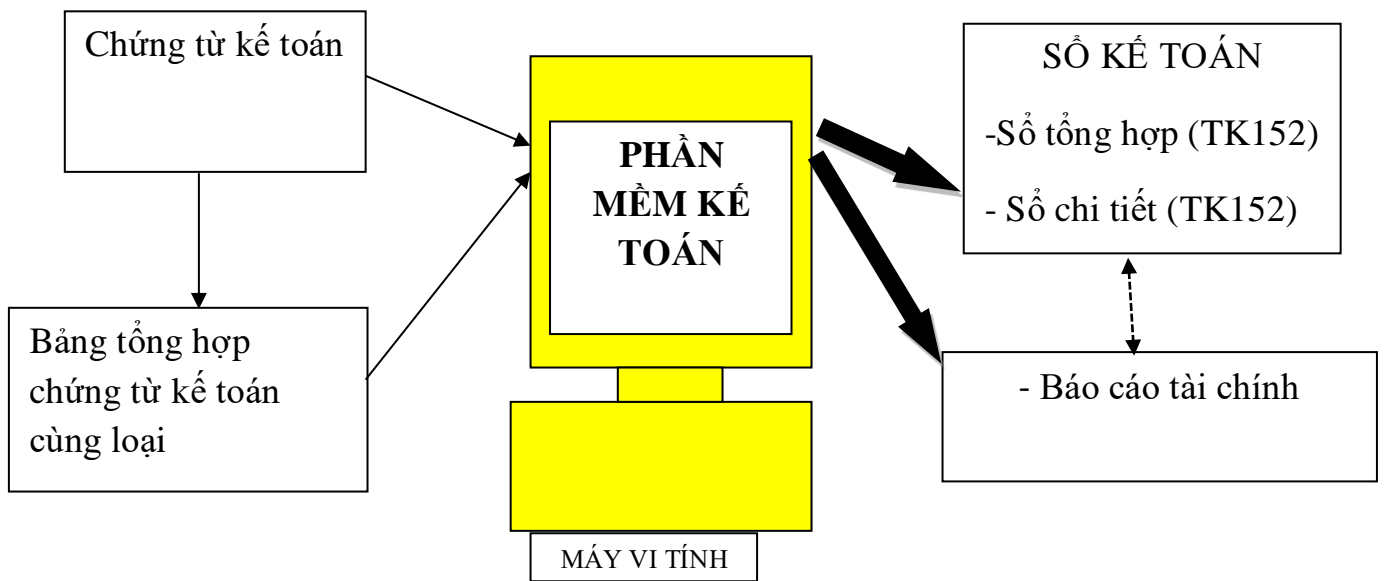 Chứng từ kế toán
Bảng tổng hợp
chứng từ kế toán
cùng loại
PHẦN
MỀM KẾ
TOÁN
MÁY VI TÍNH
SỔ KẾ TOÁN
-Sổ tổng hợp (TK152)
- Sổ chi tiết (TK152)
- Báo cáo tài chính